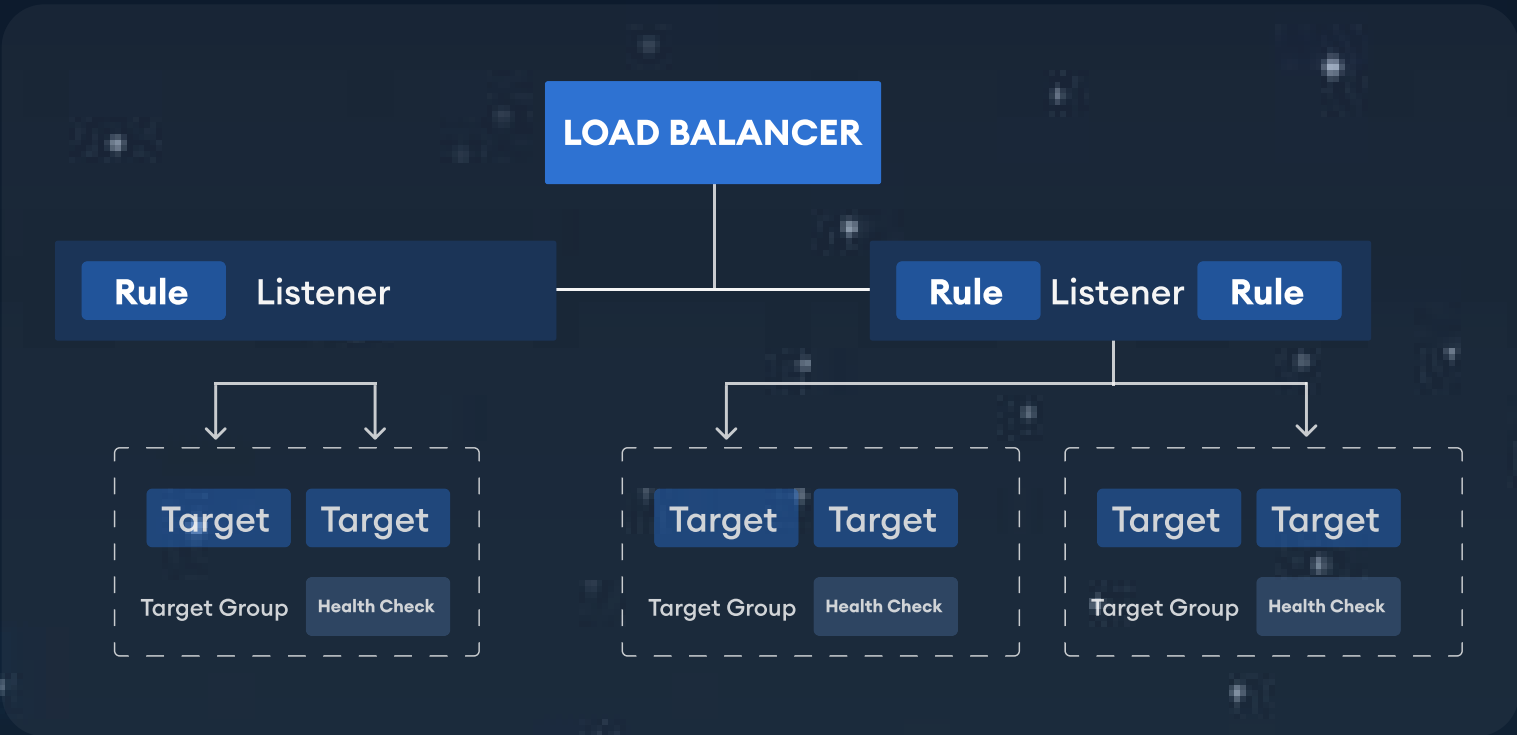 LOAD BALANCER
Rule Listener
Rule Listener Rule
Target Target
Target Group Health Check
Target Target
Target Group Health Check
Target Target
Target Group Health Check